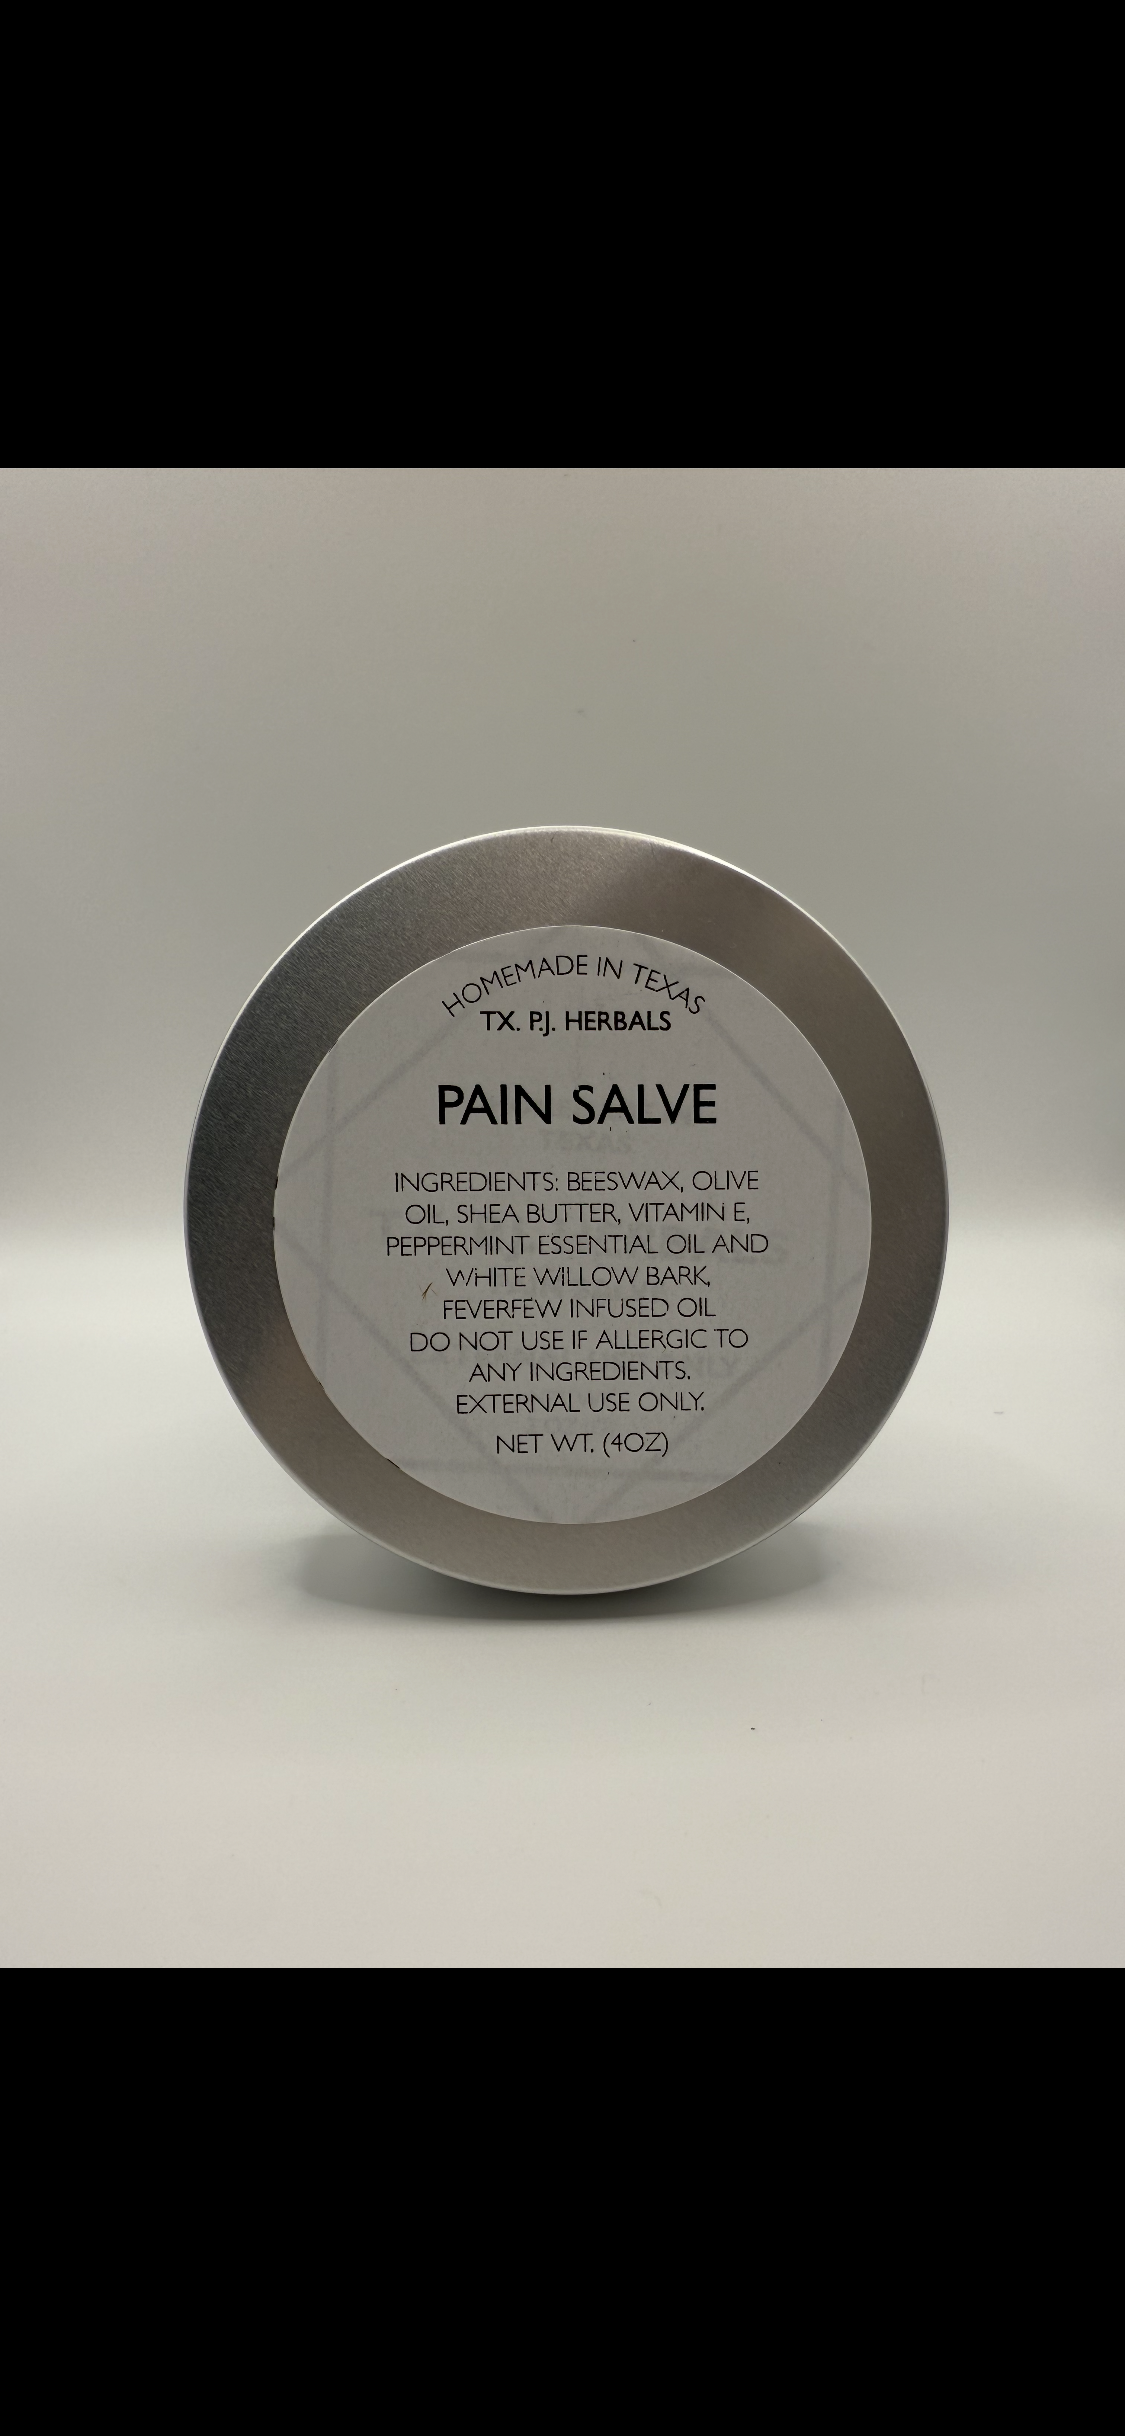 HOMEMADE IN TEXAS
TX. P.J. HERBALS
PAIN SALVE
INGREDIENTS: BEESWAX, OLIVE
OIL, SHEA BUTTER, VITAMIN E,
PEPPERMINT ESSENTIAL OIL AND
WHITE WILLOW BARK,
FEVERFEW INFUSED OIL
DO NOT USE IF ALLERGIC TO
ANY INGREDIENTS.
EXTERNAL USE ONLY.
NET WT. (4OZ)